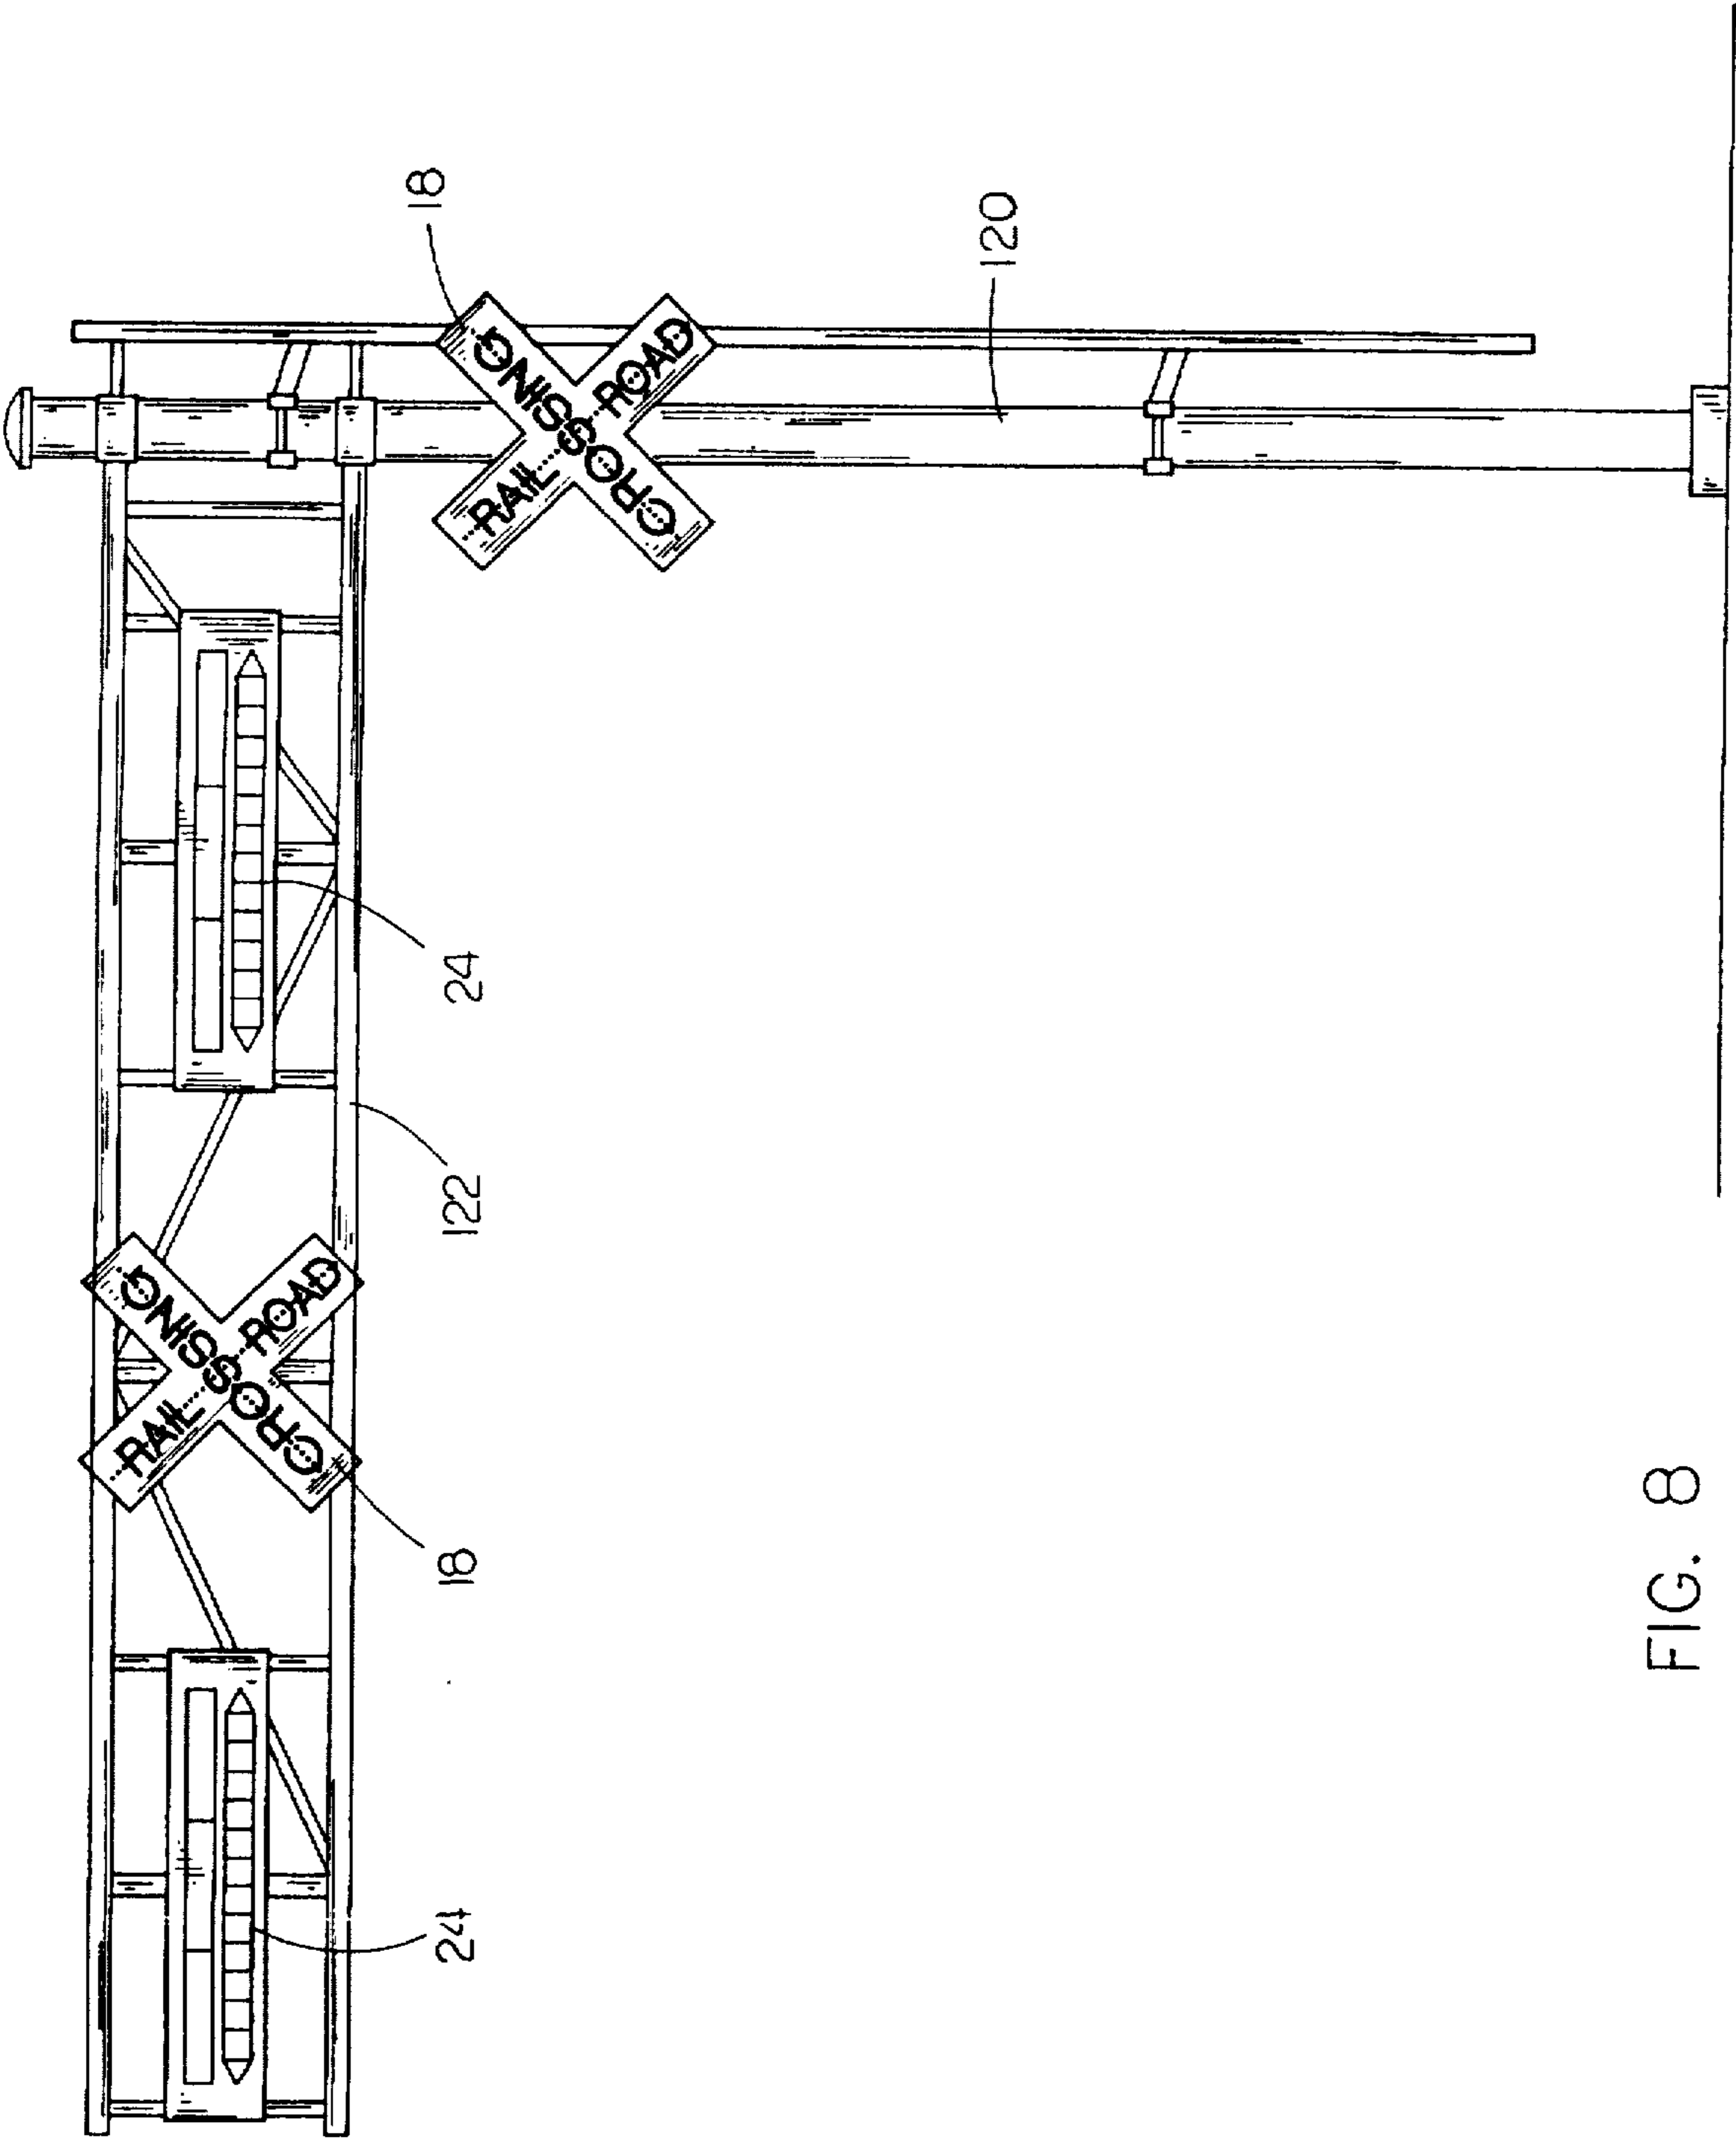 18
RAIL ROAD
CROSSING
120
24
122
RAIL ROAD
CROSSING
18
24
FIG. 8